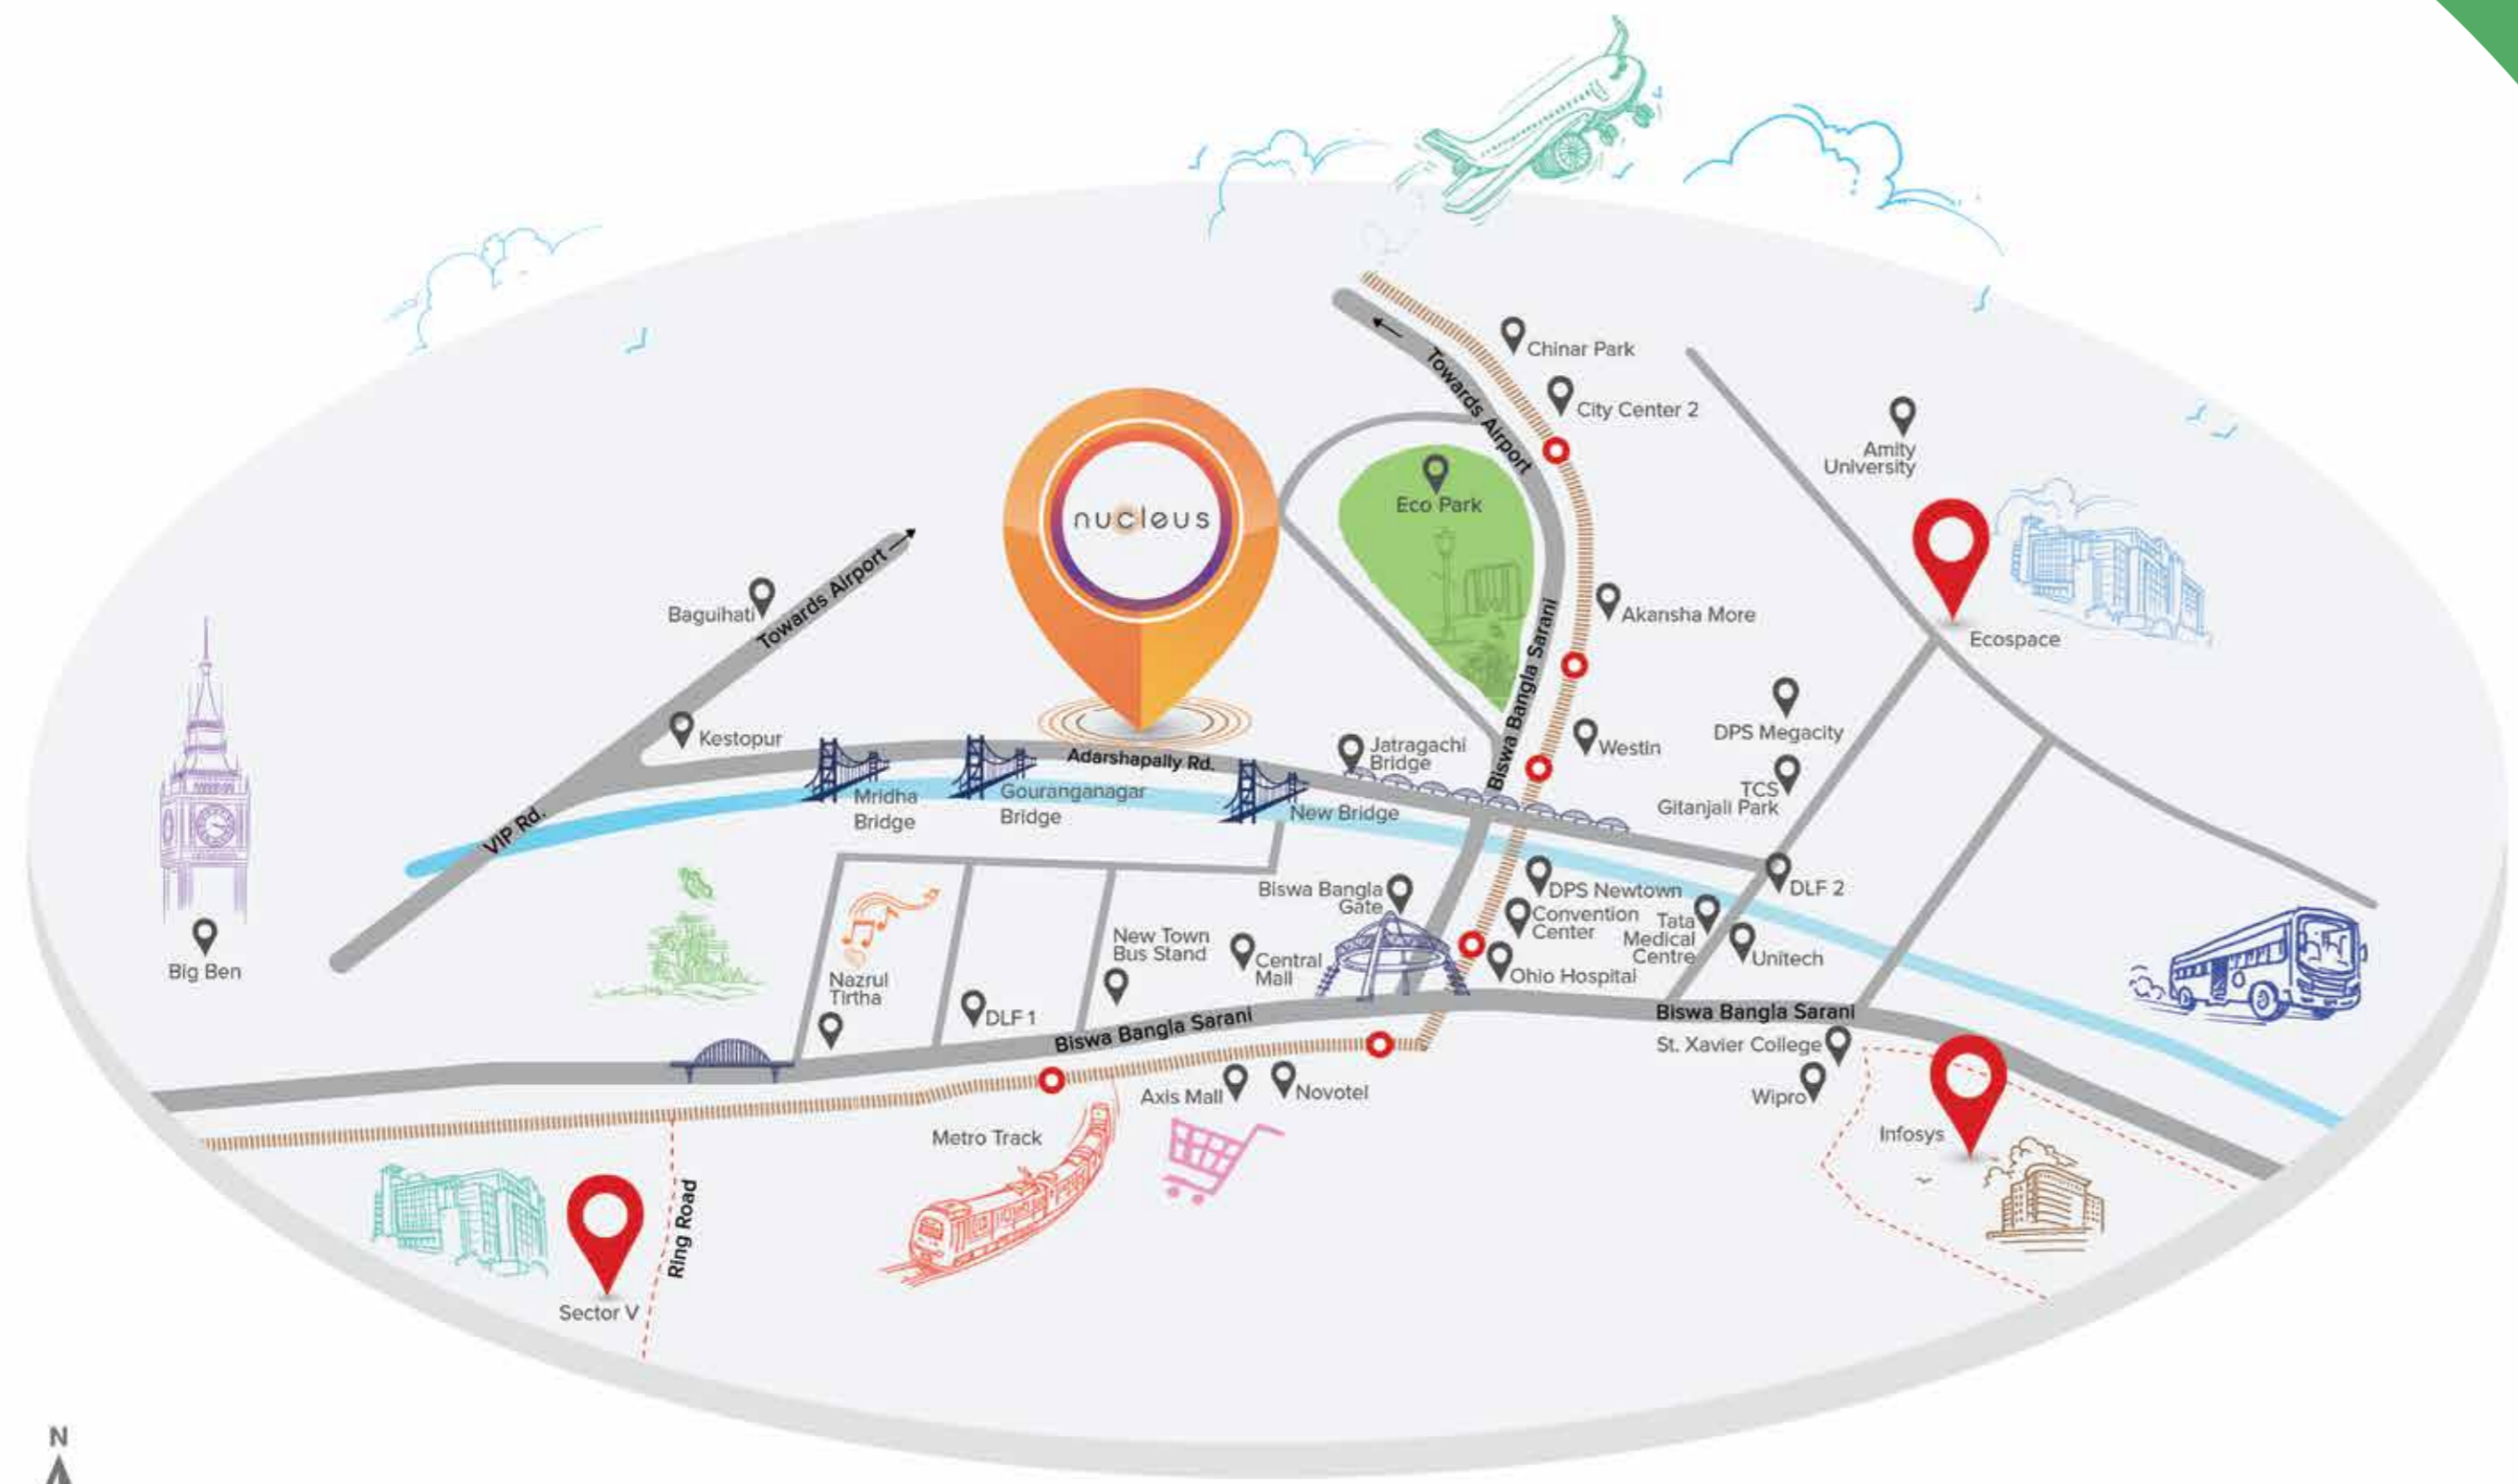 Chinar Park
Towards Airport
City Center 2
Amity
University
Eco Park
nucleus
Towards Airport
Baguihati
Akansha More
Ecospace
Biswa Bangla Sarani
Kestopur
Westin
DPS Megacity
Jatragachi
Bridge
Adarshapally Rd.
TCS
Gitanjali Park
Mridha
Bridge
Gouranganagar
Bridge
New Bridge
VIP Rd.
Biswa Bangla
Gate
DPS Newtown
DLF 2
Convention
Center
Tata
Medical
Centre
New Town
Bus Stand
Central
Mall
Unitech
Big Ben
Nazrul
Tirtha
Ohio Hospital
DLF 1
Biswa Bangla Sarani
Biswa Bangla Sarani
St. Xavier College
Axis Mall
Novotel
Wipro
Metro Track
Infosys
Ring Road
Sector V
N